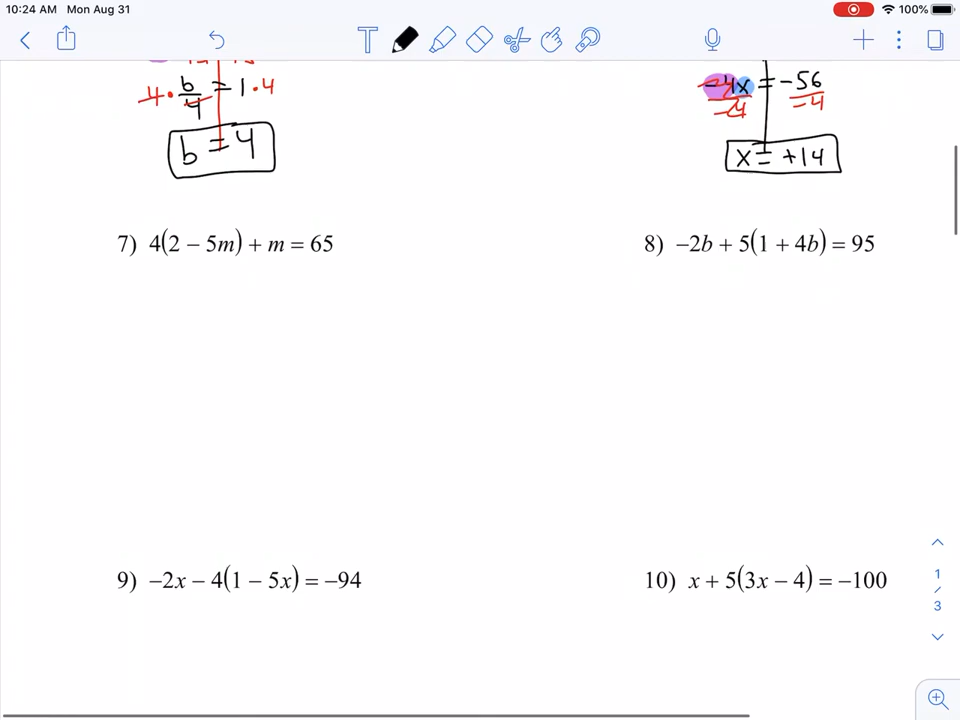 10:24 AM Mon Aug 31
100%
T
4 · b/4 = 1 · 4
b = 4
-4x/-4 = -56/-4
x = +14
7) 4(2 − 5m) + m = 65
8) −2b + 5(1 + 4b) = 95
9) −2x − 4(1 − 5x) = −94
10) x + 5(3x − 4) = −100
1
/
3